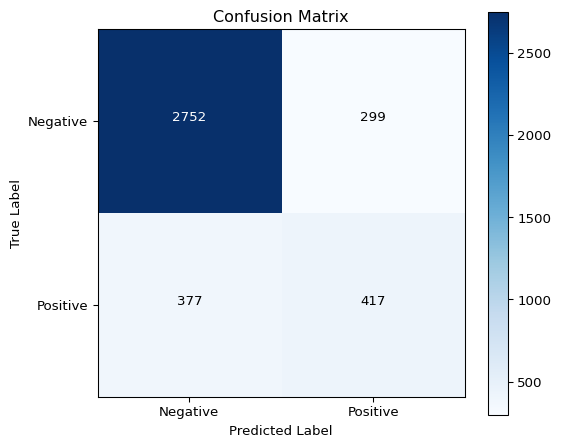 Confusion Matrix
True Label
Negative
2752
299
Positive
377
417
Negative
Positive
Predicted Label
2500
2000
1500
1000
500